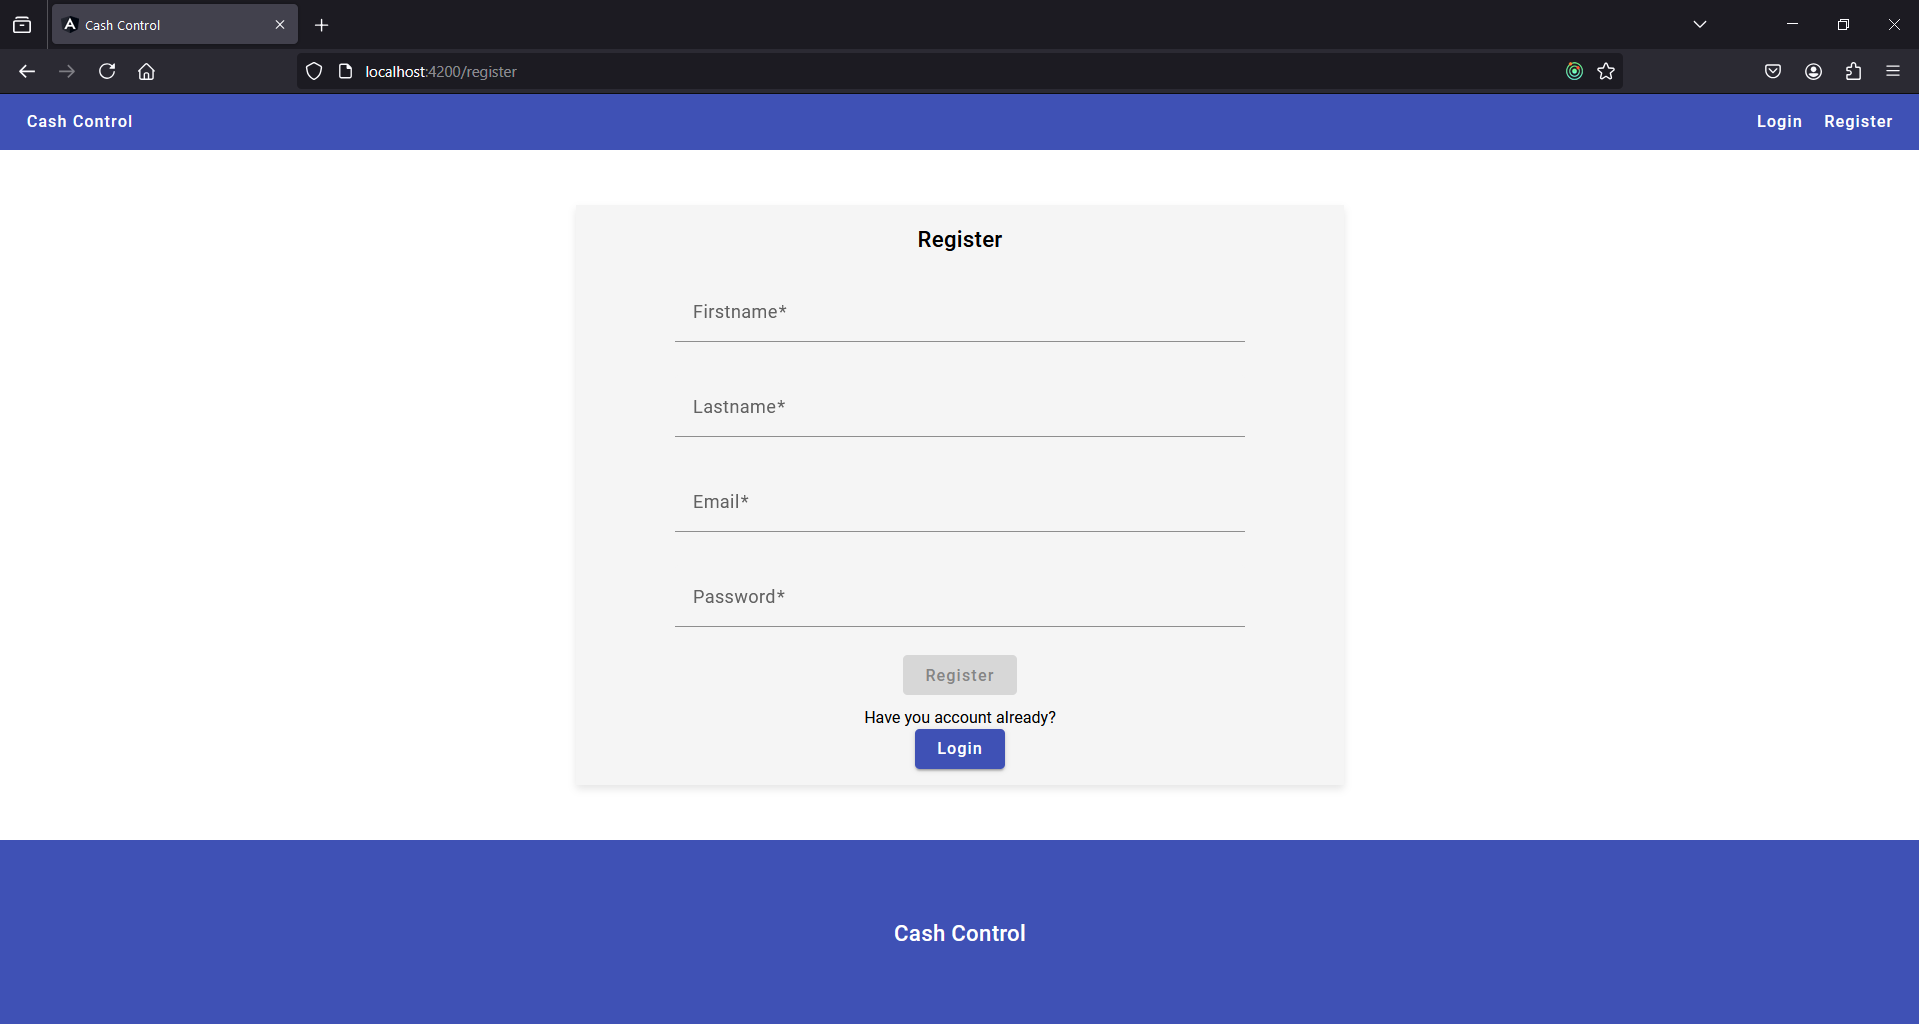 Cash Control
localhost:4200/register
Cash Control
Login Register
Register
Firstname*
Lastname*
Email*
Password*
Register
Have you account already?
Login
Cash Control